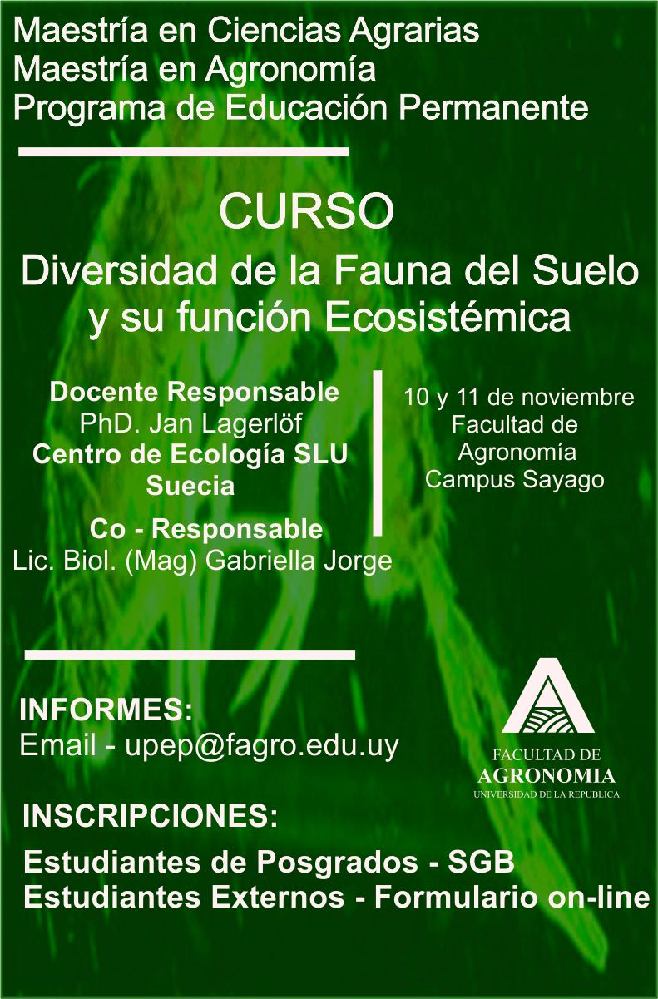 Maestría en Ciencias Agrarias
Maestría en Agronomía
Programa de Educación Permanente
CURSO
Diversidad de la Fauna del Suelo
y su función Ecosistémica
Docente Responsable
PhD. Jan Lagerlöf
Centro de Ecología SLU
Suecia
Co - Responsable
Lic. Biol. (Mag) Gabriella Jorge
10 y 11 de noviembre
Facultad de
Agronomía
Campus Sayago
INFORMES:
Email - upep@fagro.edu.uy
FACULTAD DE
AGRONOMIA
UNIVERSIDAD DE LA REPUBLICA
INSCRIPCIONES:
Estudiantes de Posgrados - SGB
Estudiantes Externos - Formulario on-line